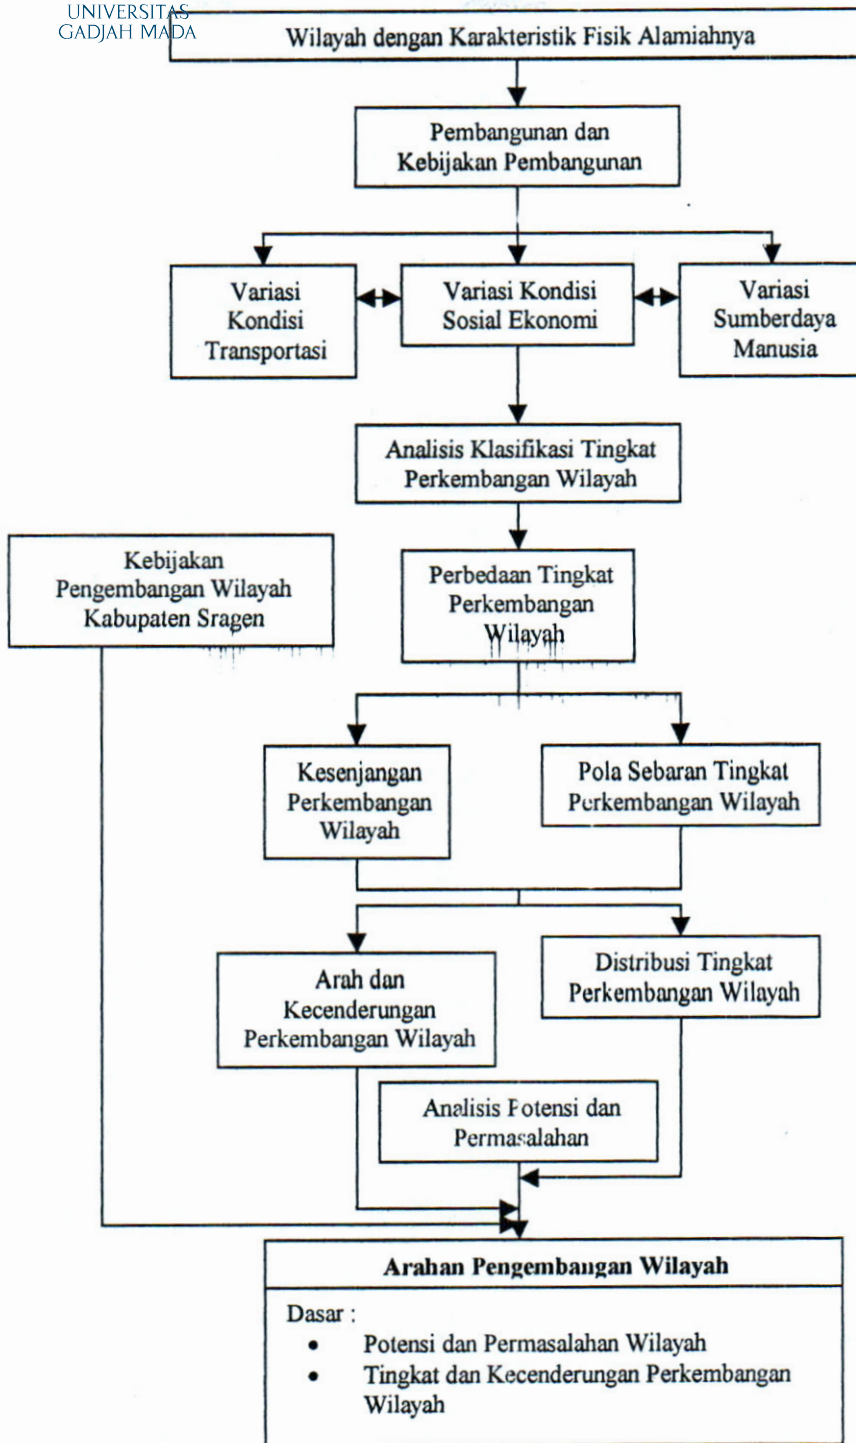 UNIVERSITAS
GADJAH MADA
Wilayah dengan Karakteristik Fisik Alamiahnya
Pembangunan dan
Kebijakan Pembangunan
Variasi
Kondisi
Transportasi
Variasi Kondisi
Sosial Ekonomi
Variasi
Sumberdaya
Manusia
Analisis Klasifikasi Tingkat
Perkembangan Wilayah
Kebijakan
Pengembangan Wilayah
Kabupaten Sragen
Perbedaan Tingkat
Perkembangan
Wilayah
Kesenjangan
Perkembangan
Wilayah
Pola Sebaran Tingkat
Perkembangan Wilayah
Arah dan
Kecenderungan
Perkembangan Wilayah
Distribusi Tingkat
Perkembangan Wilayah
Analisis Potensi dan
Permasalahan
Arahan Pengembangan Wilayah
Dasar :
• Potensi dan Permasalahan Wilayah
• Tingkat dan Kecenderungan Perkembangan
Wilayah